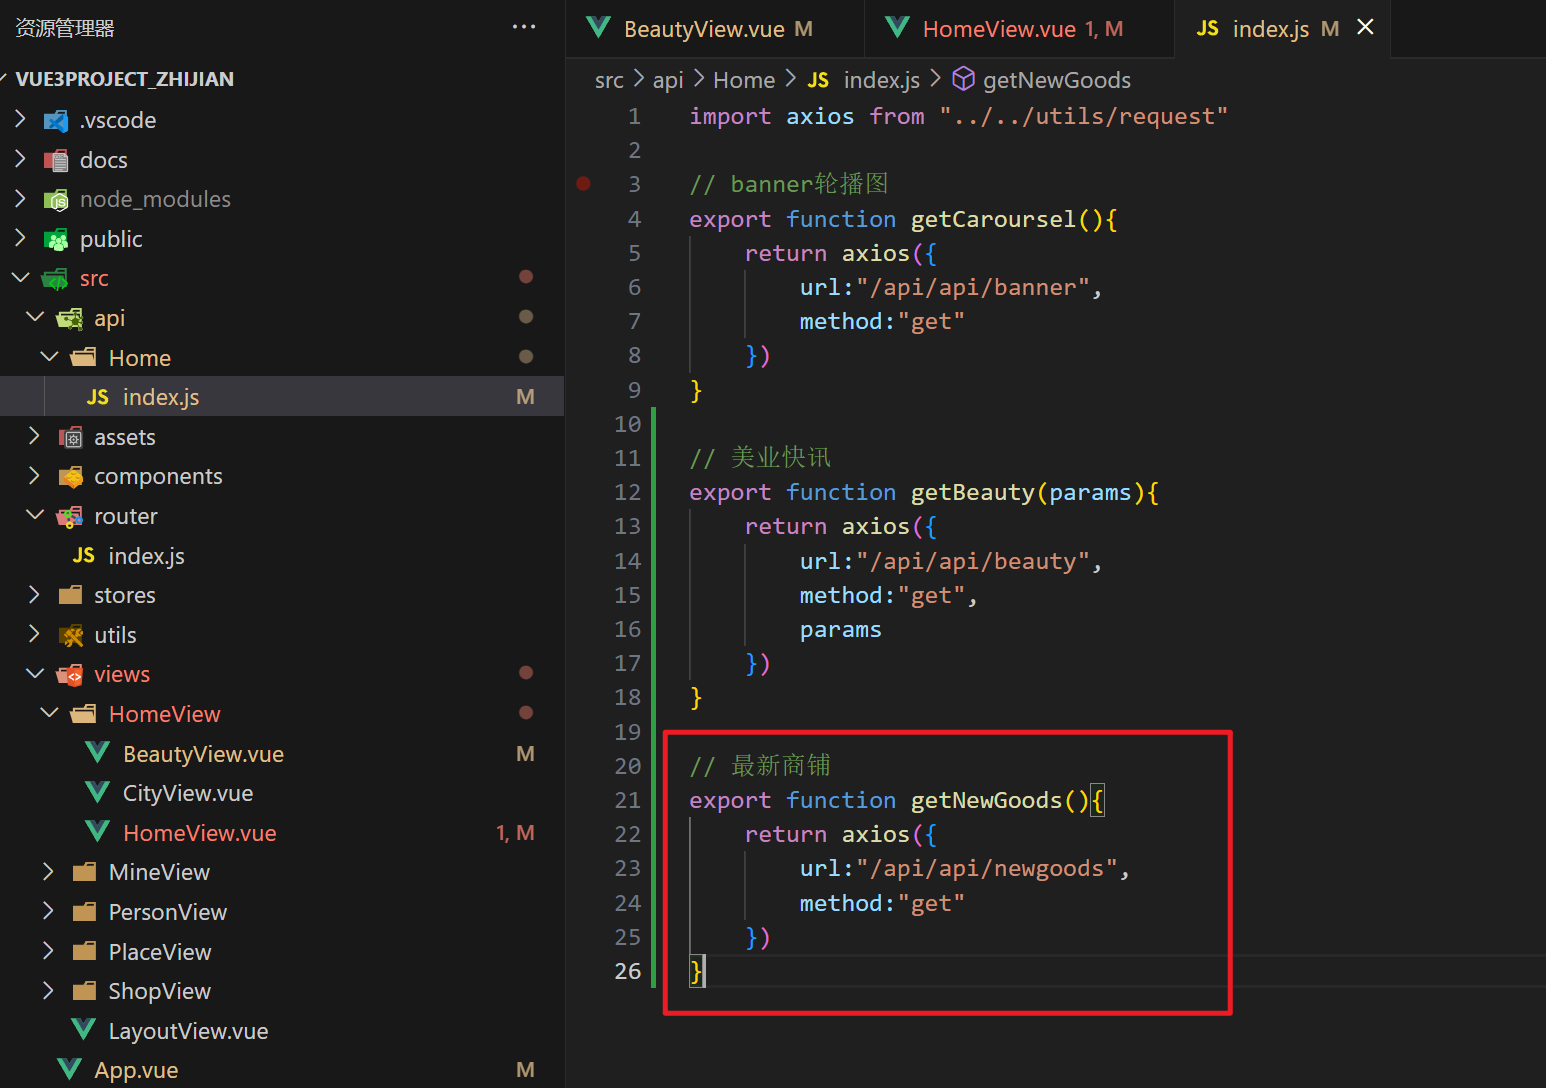 资源管理器
···
VUE3PROJECT_ZHIJIAN
.vscode
docs
node_modules
public
src
api
Home
JS index.js M
assets
components
router
JS index.js
stores
utils
views
HomeView
BeautyView.vue M
CityView.vue
HomeView.vue 1, M
MineView
PersonView
PlaceView
ShopView
LayoutView.vue
App.vue M
BeautyView.vue M
HomeView.vue 1, M
JS index.js M
src > api > Home > JS index.js > getNewGoods
1 import axios from "../../utils/request"
2
3 // banner轮播图
4 export function getCaroursel(){
5 return axios({
6 url:"/api/api/banner",
7 method:"get"
8 })
9 }
10
11 // 美业快讯
12 export function getBeauty(params){
13 return axios({
14 url:"/api/api/beauty",
15 method:"get",
16 params
17 })
18 }
19
20 // 最新商铺
21 export function getNewGoods(){
22 return axios({
23 url:"/api/api/newgoods",
24 method:"get"
25 })
26 }